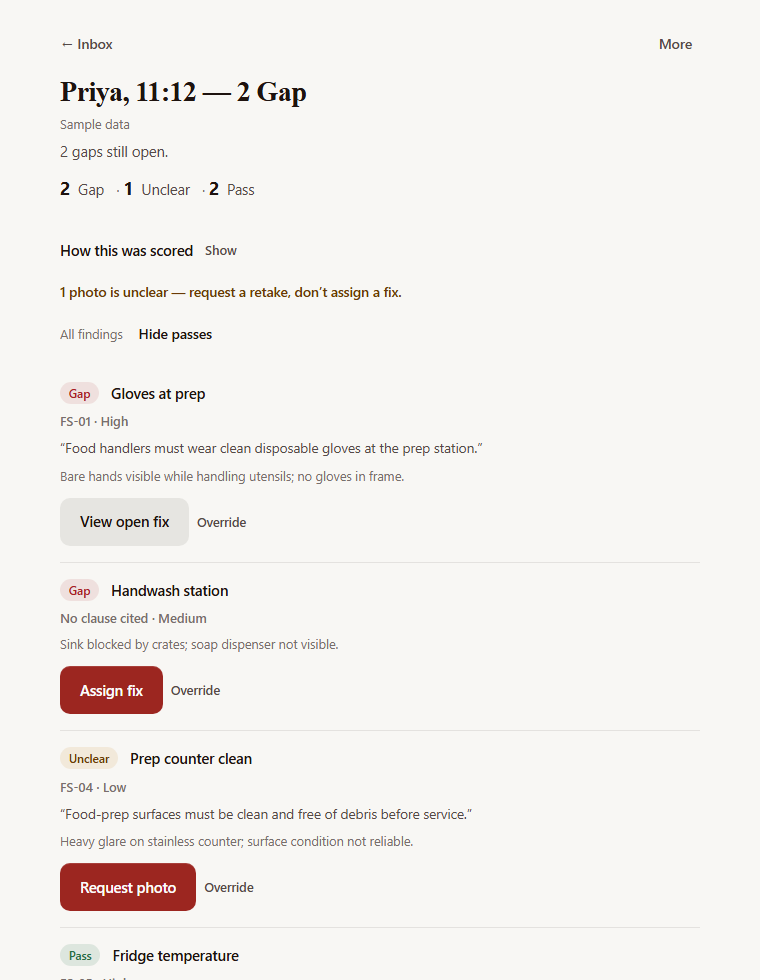 ← Inbox
More
Priya, 11:12 — 2 Gap
Sample data
2 gaps still open.
2 Gap · 1 Unclear · 2 Pass
How this was scored Show
1 photo is unclear — request a retake, don’t assign a fix.
All findings Hide passes
Gap Gloves at prep
FS-01 · High
“Food handlers must wear clean disposable gloves at the prep station.”
Bare hands visible while handling utensils; no gloves in frame.
View open fix Override
Gap Handwash station
No clause cited · Medium
Sink blocked by crates; soap dispenser not visible.
Assign fix Override
Unclear Prep counter clean
FS-04 · Low
“Food-prep surfaces must be clean and free of debris before service.”
Heavy glare on stainless counter; surface condition not reliable.
Request photo Override
Pass Fridge temperature